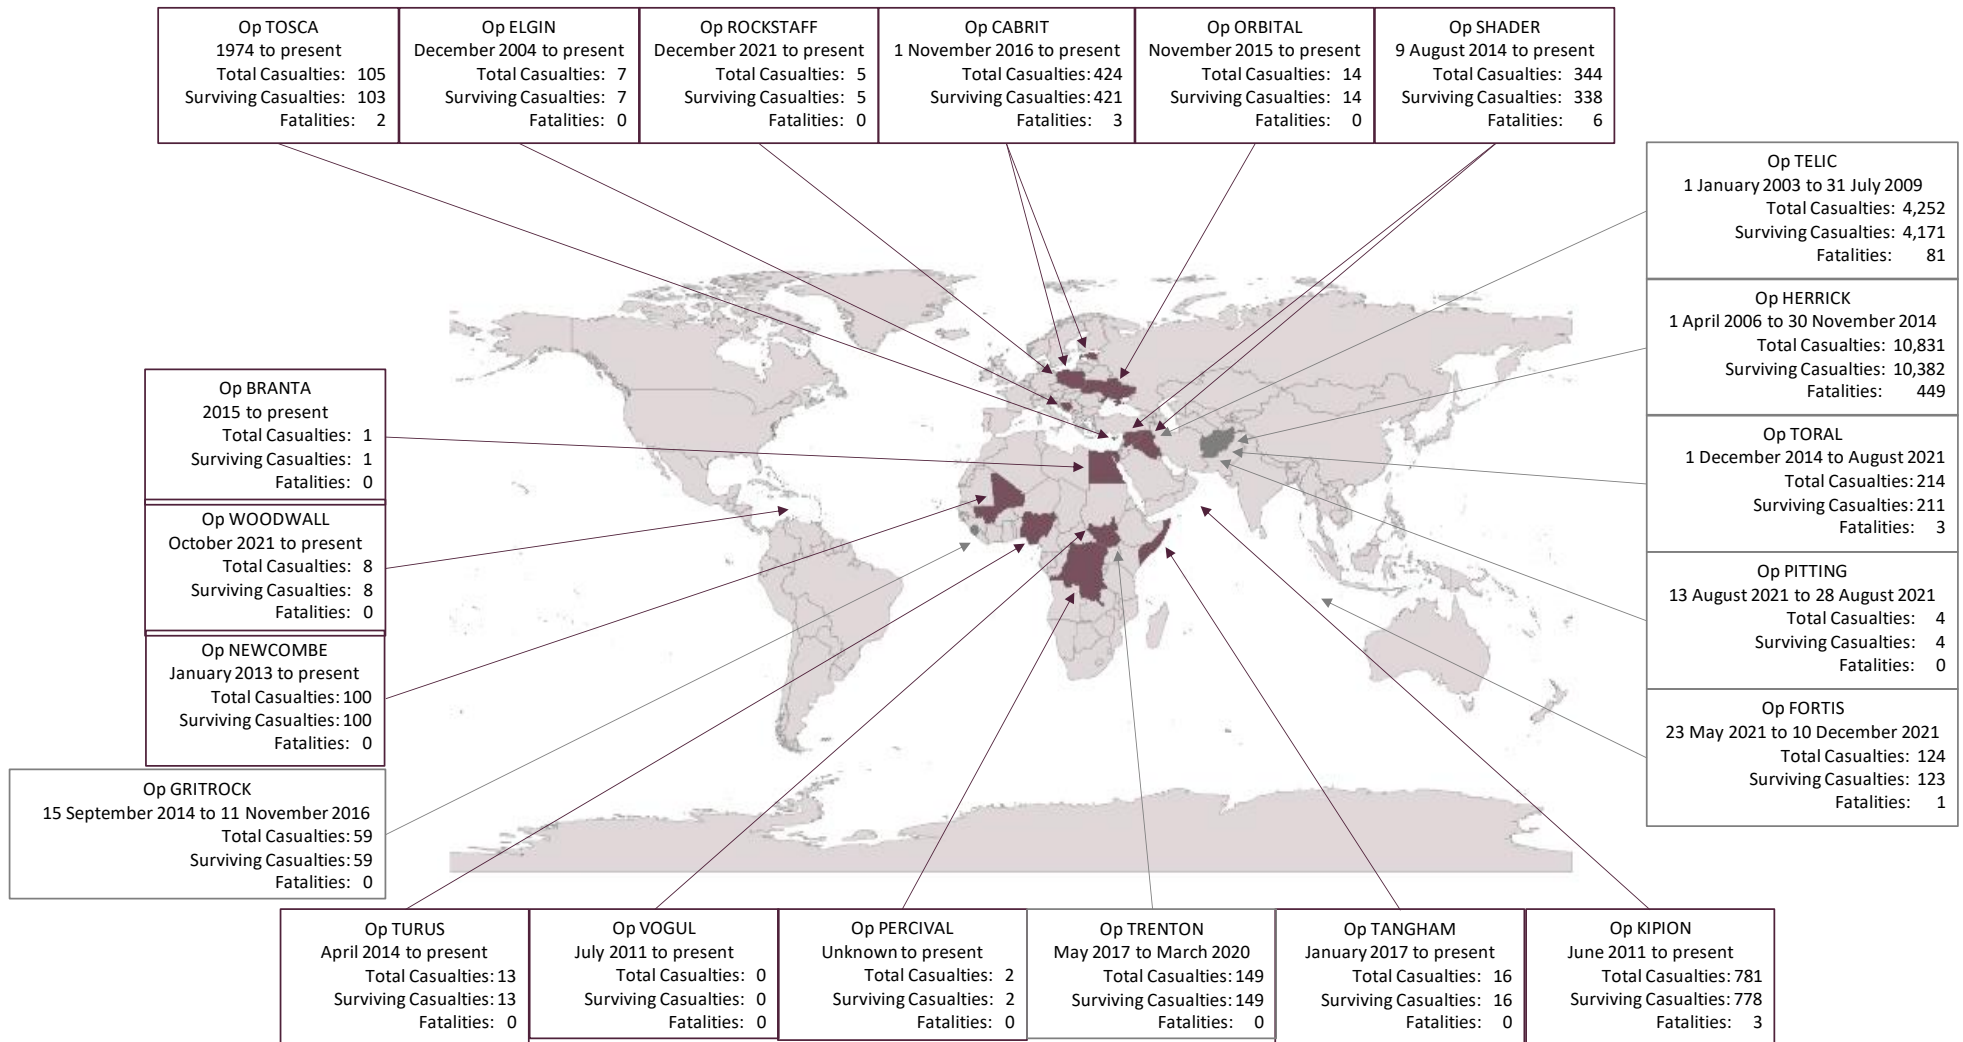 Op TOSCA
1974 to present
Total Casualties: 105
Surviving Casualties: 103
Fatalities: 2
Op ELGIN
December 2004 to present
Total Casualties: 7
Surviving Casualties: 7
Fatalities: 0
Op ROCKSTAFF
December 2021 to present
Total Casualties: 5
Surviving Casualties: 5
Fatalities: 0
Op CABRIT
1 November 2016 to present
Total Casualties: 424
Surviving Casualties: 421
Fatalities: 3
Op ORBITAL
November 2015 to present
Total Casualties: 14
Surviving Casualties: 14
Fatalities: 0
Op SHADER
9 August 2014 to present
Total Casualties: 344
Surviving Casualties: 338
Fatalities: 6
Op TELIC
1 January 2003 to 31 July 2009
Total Casualties: 4,252
Surviving Casualties: 4,171
Fatalities: 81
Op HERRICK
1 April 2006 to 30 November 2014
Total Casualties: 10,831
Surviving Casualties: 10,382
Fatalities: 449
Op TORAL
1 December 2014 to August 2021
Total Casualties: 214
Surviving Casualties: 211
Fatalities: 3
Op PITTING
13 August 2021 to 28 August 2021
Total Casualties: 4
Surviving Casualties: 4
Fatalities: 0
Op FORTIS
23 May 2021 to 10 December 2021
Total Casualties: 124
Surviving Casualties: 123
Fatalities: 1
Op BRANTA
2015 to present
Total Casualties: 1
Surviving Casualties: 1
Fatalities: 0
Op WOODWALL
October 2021 to present
Total Casualties: 8
Surviving Casualties: 8
Fatalities: 0
Op NEWCOMBE
January 2013 to present
Total Casualties: 100
Surviving Casualties: 100
Fatalities: 0
Op GRITROCK
15 September 2014 to 11 November 2016
Total Casualties: 59
Surviving Casualties: 59
Fatalities: 0
Op TURUS
April 2014 to present
Total Casualties: 13
Surviving Casualties: 13
Fatalities: 0
Op VOGUL
July 2011 to present
Total Casualties: 0
Surviving Casualties: 0
Fatalities: 0
Op PERCIVAL
Unknown to present
Total Casualties: 2
Surviving Casualties: 2
Fatalities: 0
Op TRENTON
May 2017 to March 2020
Total Casualties: 149
Surviving Casualties: 149
Fatalities: 0
Op TANGHAM
January 2017 to present
Total Casualties: 16
Surviving Casualties: 16
Fatalities: 0
Op KIPION
June 2011 to present
Total Casualties: 781
Surviving Casualties: 778
Fatalities: 3